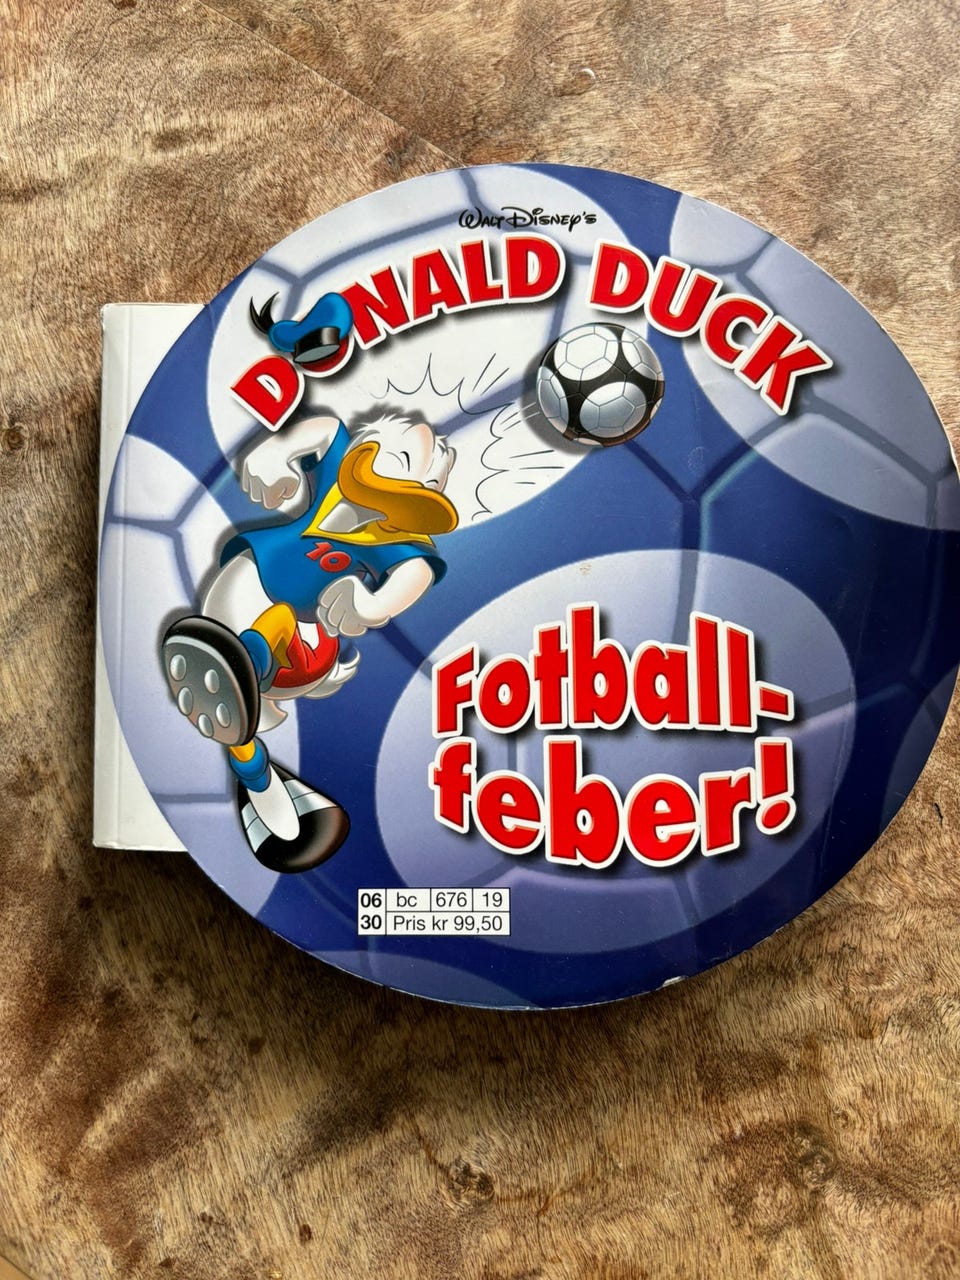 WALT DISNEY'S
DONALD DUCK
10
Fotball-
feber!
06 bc 676 19
30 Pris kr 99,50